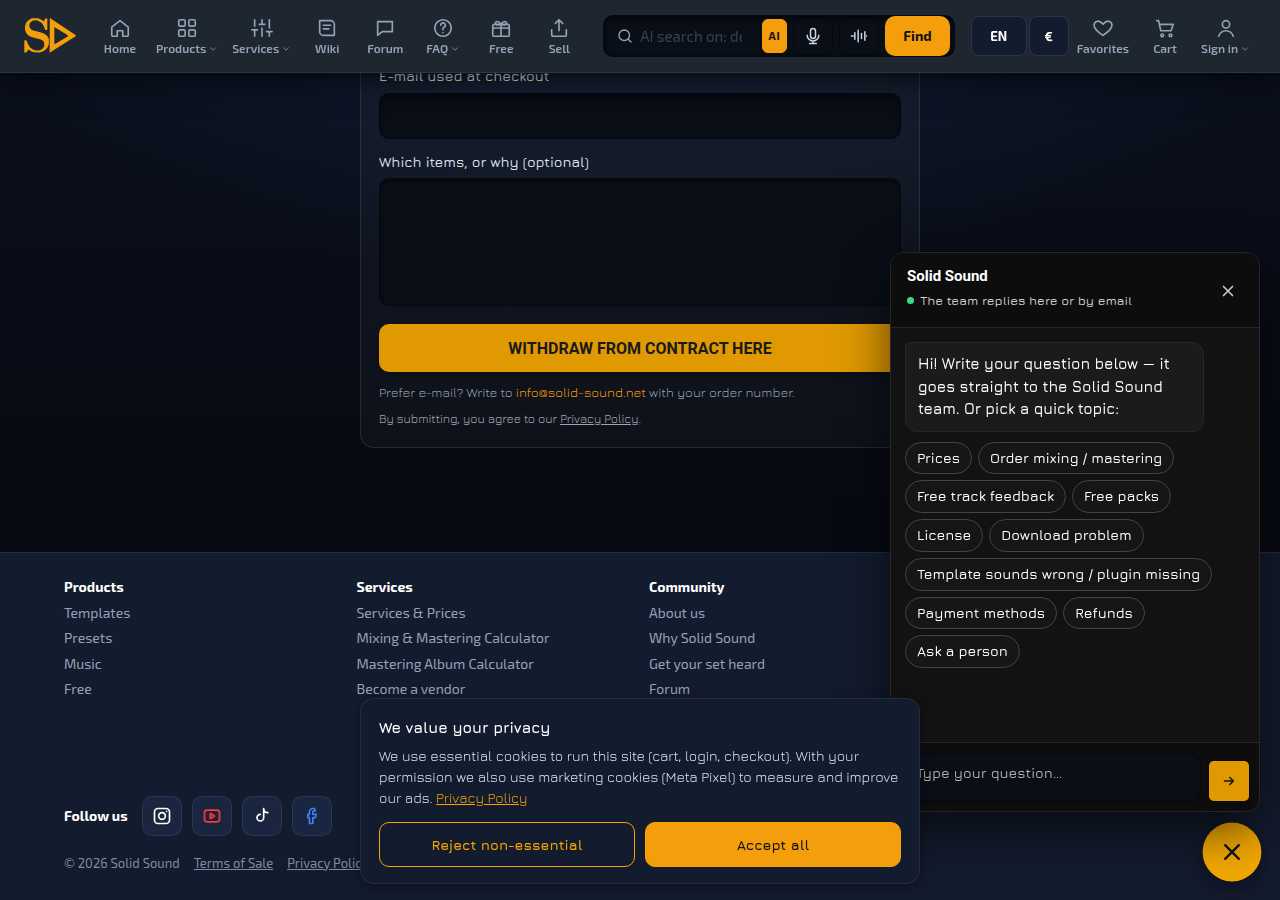 Home
Products
Services
Wiki
Forum
FAQ
Free
Sell
AI search on: de
AI
Find
EN
€
Favorites
Cart
Sign in
E-mail used at checkout
Which items, or why (optional)
WITHDRAW FROM CONTRACT HERE
Prefer e-mail? Write to info@solid-sound.net with your order number.
By submitting, you agree to our Privacy Policy.
Solid Sound
The team replies here or by email
Hi! Write your question below — it
goes straight to the Solid Sound
team. Or pick a quick topic:
Prices
Order mixing / mastering
Free track feedback
Free packs
License
Download problem
Template sounds wrong / plugin missing
Payment methods
Refunds
Ask a person
Type your question...
Products
Templates
Presets
Music
Free
Services
Services & Prices
Mixing & Mastering Calculator
Mastering Album Calculator
Become a vendor
Community
About us
Why Solid Sound
Get your set heard
Forum
We value your privacy
We use essential cookies to run this site (cart, login, checkout). With your
permission we also use marketing cookies (Meta Pixel) to measure and improve
our ads. Privacy Policy
Reject non-essential
Accept all
Follow us
© 2026 Solid Sound
Terms of Sale
Privacy Polic